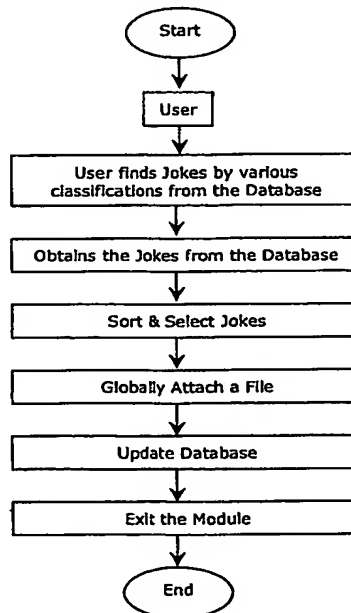 Start
User
User finds Jokes by various
classifications from the Database
Obtains the Jokes from the Database
Sort & Select Jokes
Globally Attach a File
Update Database
Exit the Module
End